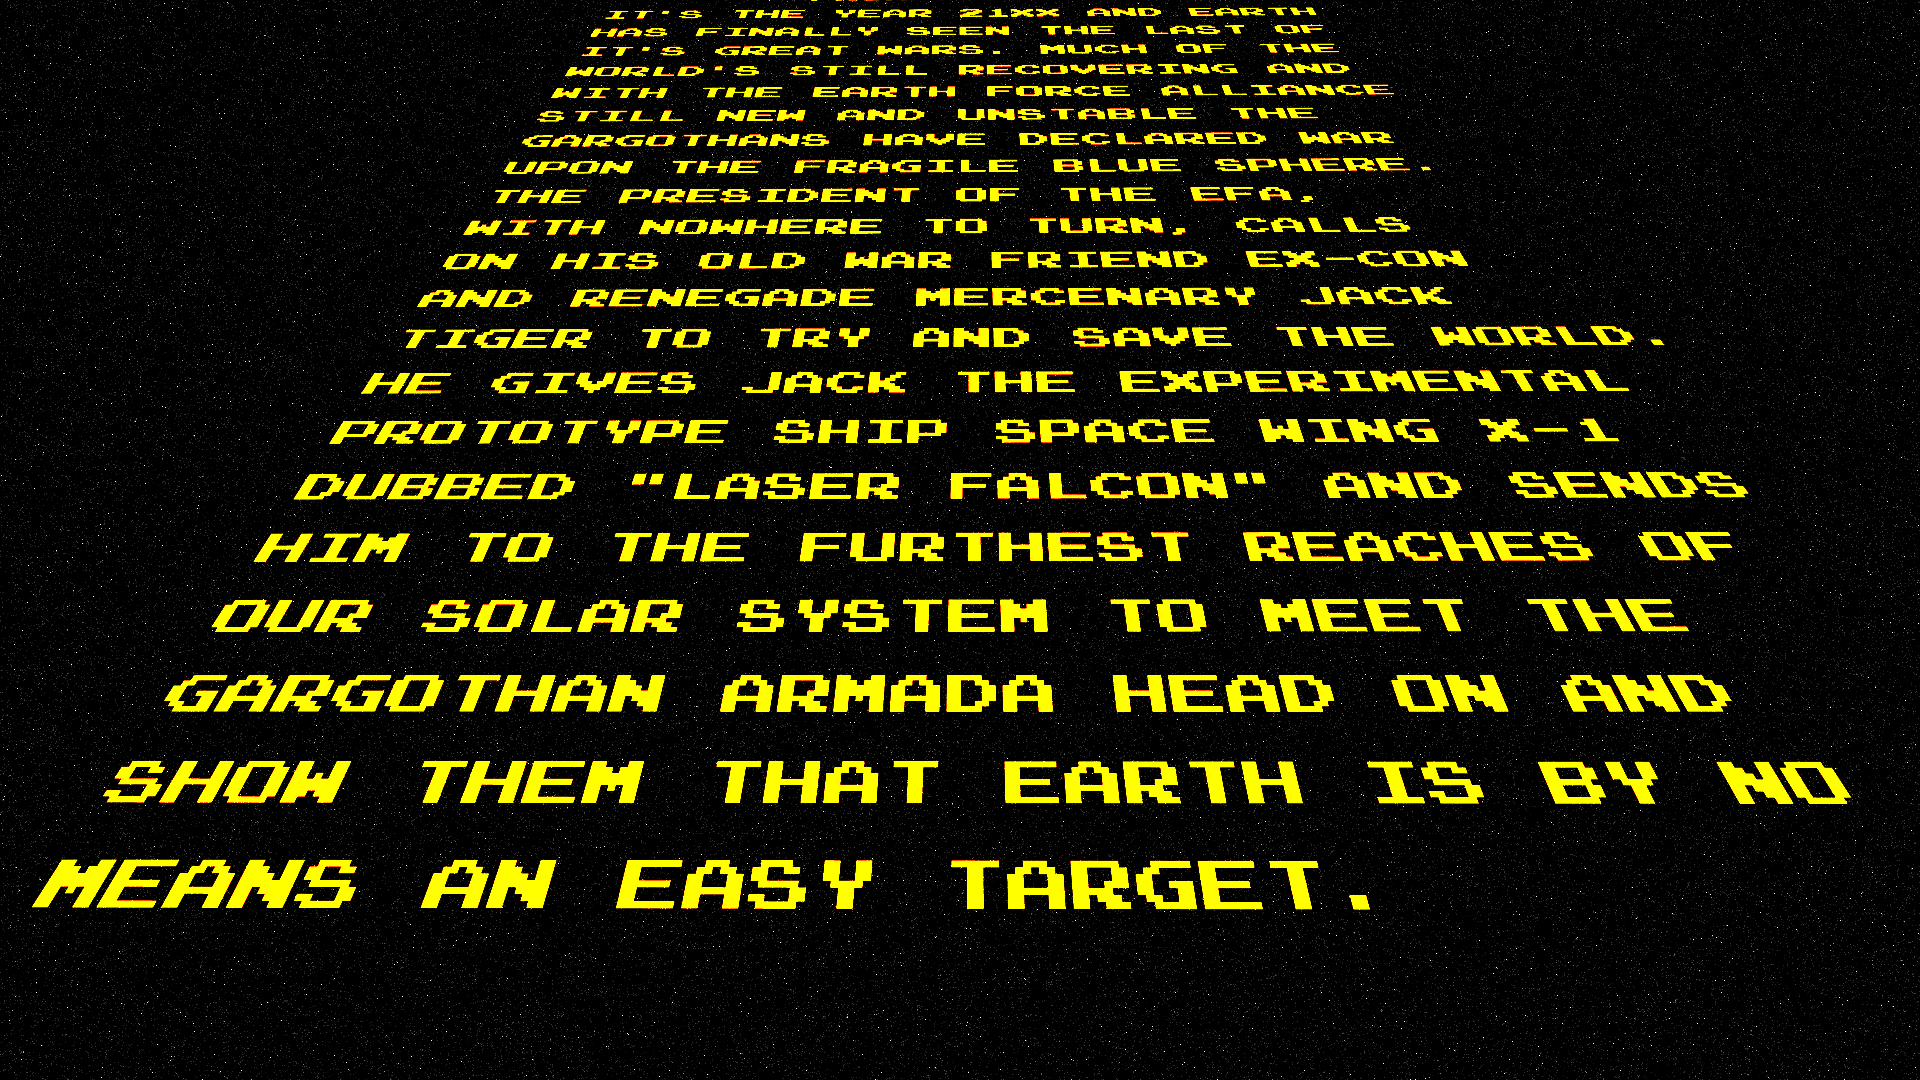 IT'S THE YEAR 21XX AND EARTH
HAS FINALLY SEEN THE LAST OF
IT'S GREAT WARS. MUCH OF THE
WORLD'S STILL RECOVERING AND
WITH THE EARTH FORCE ALLIANCE
STILL NEW AND UNSTABLE THE
GARGOTHANS HAVE DECLARED WAR
UPON THE FRAGILE BLUE SPHERE.
THE PRESIDENT OF THE EFA,
WITH NOWHERE TO TURN, CALLS
ON HIS OLD WAR FRIEND EX-CON
AND RENEGADE MERCENARY JACK
TIGER TO TRY AND SAVE THE WORLD.
HE GIVES JACK THE EXPERIMENTAL
PROTOTYPE SHIP SPACE WING X-1
DUBBED "LASER FALCON" AND SENDS
HIM TO THE FURTHEST REACHES OF
OUR SOLAR SYSTEM TO MEET THE
GARGOTHAN ARMADA HEAD ON AND
SHOW THEM THAT EARTH IS BY NO
MEANS AN EASY TARGET.